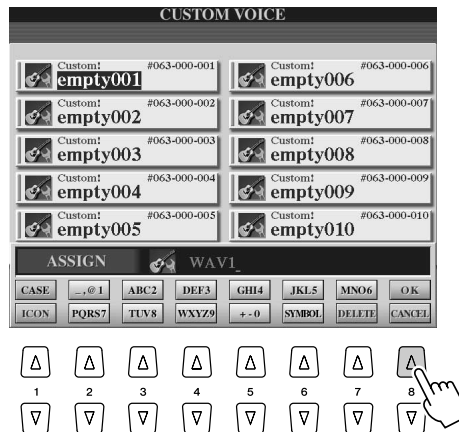 CUSTOM VOICE
Custom! #063-000-001
empty001
Custom! #063-000-006
empty006
Custom! #063-000-002
empty002
Custom! #063-000-007
empty007
Custom! #063-000-003
empty003
Custom! #063-000-008
empty008
Custom! #063-000-004
empty004
Custom! #063-000-009
empty009
Custom! #063-000-005
empty005
Custom! #063-000-010
empty010
ASSIGN WAV1_
CASE _,@1 ABC2 DEF3 GHI4 JKL5 MNO6 OK
ICON PQRS7 TUV8 WXYZ9 +-0 SYMBOL DELETE CANCEL
1 2 3 4 5 6 7 8